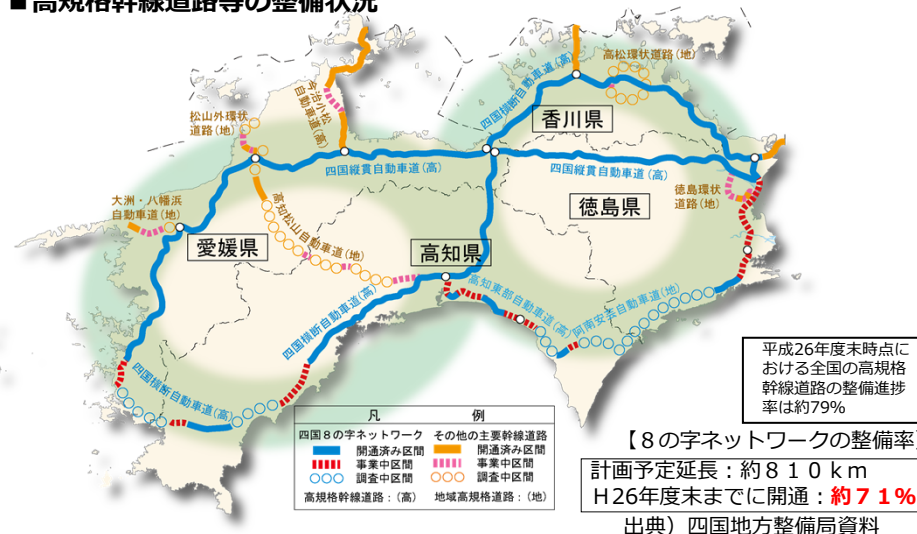 ■高規格幹線道路等の整備状況
高松環状道路(地)
今治小松
自動車道(高)
四国横断自動車道(高)
香川県
松山外環状
道路(地)
四国縦貫自動車道(高)
四国縦貫自動車道(高)
徳島環状
道路(地)
大洲・八幡浜
自動車道(地)
徳島県
高知松山自動車道(地)
愛媛県
高知県
高知東部自動車道(高)
阿南安芸自動車道(地)
四国横断自動車道(高)
四国横断自動車道(高)
平成26年度末時点に
おける全国の高規格
幹線道路の整備進捗
率は約79%
凡 例
四国8の字ネットワーク その他の主要幹線道路
開通済み区間 開通済み区間
事業中区間 事業中区間
調査中区間 調査中区間
高規格幹線道路:(高) 地域高規格道路:(地)
【8の字ネットワークの整備率】
計画予定延長:約810km
H26年度末までに開通:約71%
出典)四国地方整備局資料